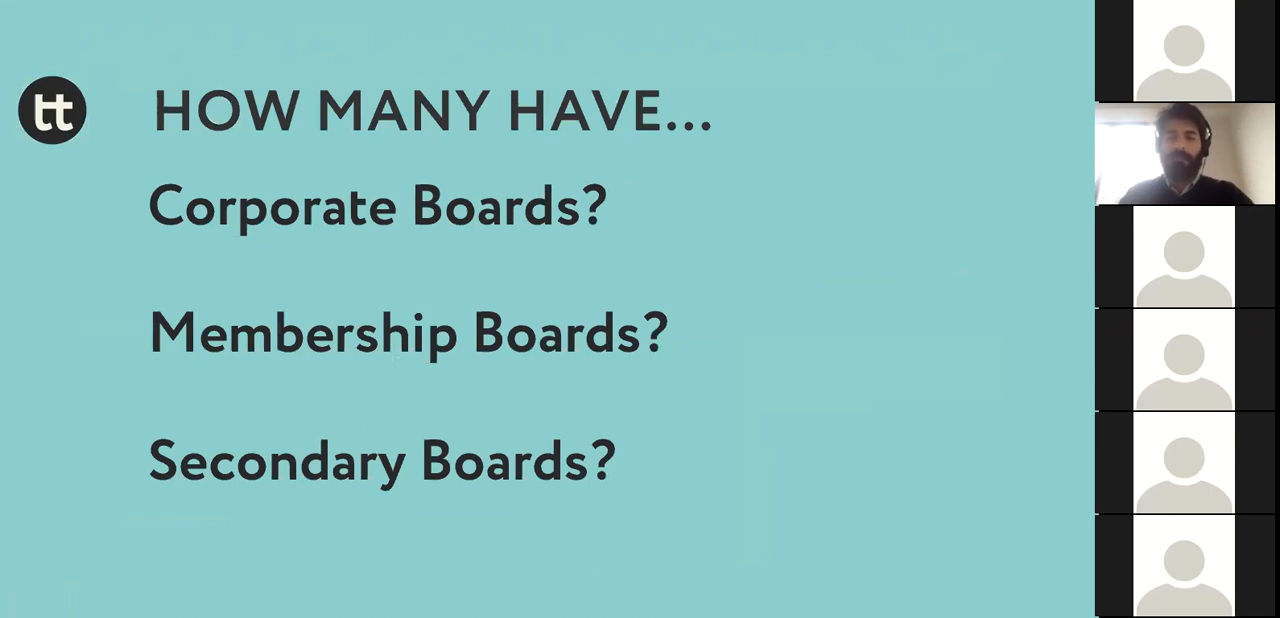 tt
HOW MANY HAVE...
Corporate Boards?
Membership Boards?
Secondary Boards?